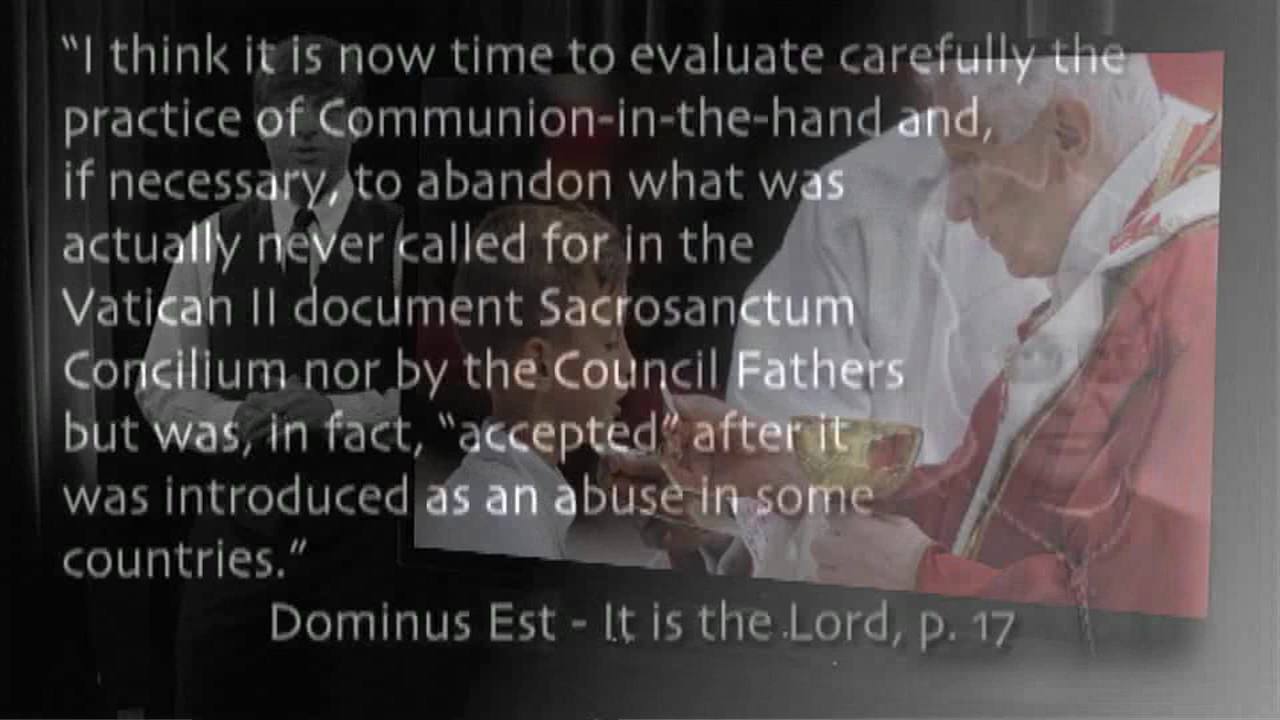 “I think it is now time to evaluate carefully the
practice of Communion-in-the-hand and,
if necessary, to abandon what was
actually never called for in the
Vatican II document Sacrosanctum
Concilium nor by the Council Fathers
but was, in fact, “accepted” after it
was introduced as an abuse in some
countries.”
Dominus Est - It is the Lord, p. 17